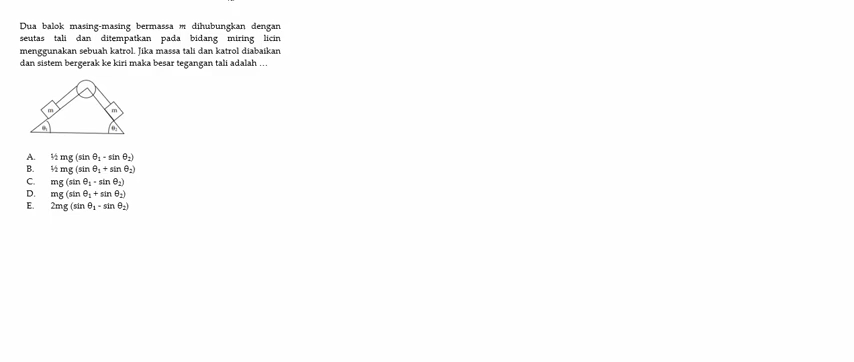 Dua balok masing-masing bermassa m dihubungkan dengan
seutas tali dan ditempatkan pada bidang miring licin
menggunakan sebuah katrol. Jika massa tali dan katrol diabaikan
dan sistem bergerak ke kiri maka besar tegangan tali adalah ...
m m
θ₁ θ₂
A. ½ mg (sin θ₁ - sin θ₂)
B. ½ mg (sin θ₁ + sin θ₂)
C. mg (sin θ₁ - sin θ₂)
D. mg (sin θ₁ + sin θ₂)
E. 2mg (sin θ₁ - sin θ₂)